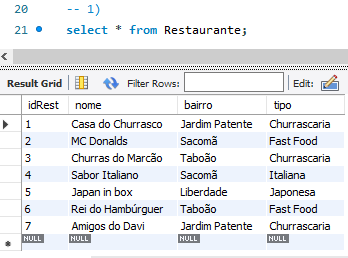 20 -- 1)
21 select * from Restaurante;
Result Grid Filter Rows: Edit:
idRest nome bairro tipo
1 Casa do Churrasco Jardim Patente Churrascaria
2 MC Donalds Sacomã Fast Food
3 Churras do Marcão Taboão Churrascaria
4 Sabor Italiano Sacomã Italiana
5 Japan in box Liberdade Japonesa
6 Rei do Hambúrguer Taboão Fast Food
7 Amigos do Davi Jardim Patente Churrascaria
NULL NULL NULL NULL